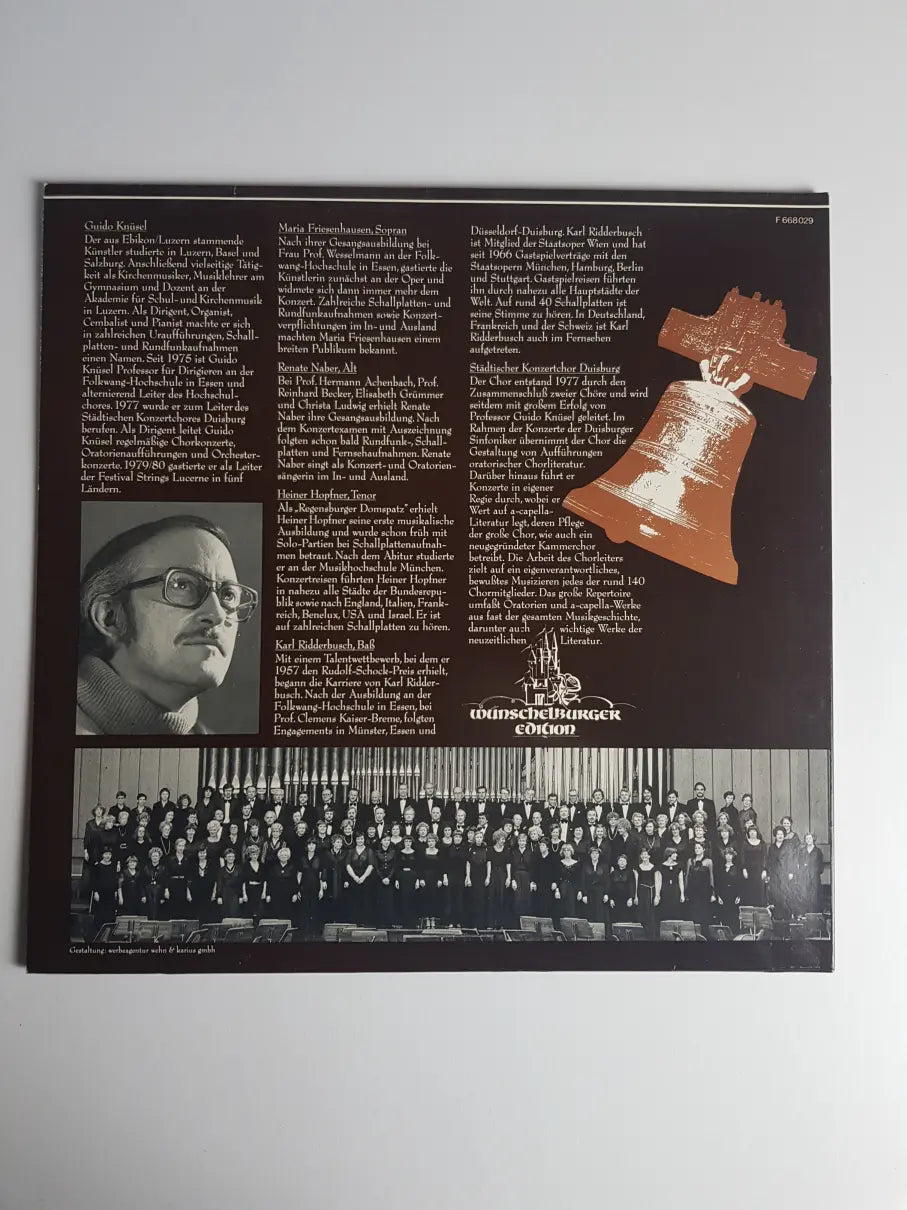 F 668029
Guido Knüsel
Der aus Ebikon/Luzern stammende
Künstler studierte in Luzern, Basel und
Salzburg. Anschließend vielseitige Tätig-
keit als Kirchenmusiker, Musiklehrer am
Gymnasium und Dozent an der
Akademie für Schul- und Kirchenmusik
in Luzern. Als Dirigent, Organist,
Cembalist und Pianist machte er sich
in zahlreichen Uraufführungen, Schall-
platten- und Rundfunkaufnahmen
einen Namen. Seit 1975 ist Guido
Knüsel Professor für Dirigieren an der
Folkwang-Hochschule in Essen und
alternierend Leiter des Hochschul-
chores. 1977 wurde er zum Leiter des
Städtischen Konzertchores Duisburg
berufen. Als Dirigent leitet Guido
Knüsel regelmäßige Chorkonzerte,
Oratorienaufführungen und Orchester-
konzerte. 1979/80 gastierte er als Leiter
der Festival Strings Lucerne in fünf
Ländern.
Maria Friesenhausen, Sopran
Nach ihrer Gesangsausbildung bei
Frau Prof. Wesselmann an der Folk-
wang-Hochschule in Essen, gastierte die
Künstlerin zunächst an der Oper und
widmete sich dann immer mehr dem
Konzert. Zahlreiche Schallplatten- und
Rundfunkaufnahmen sowie Konzert-
verpflichtungen im In- und Ausland
machten Maria Friesenhausen einem
breiten Publikum bekannt.
Renate Naber, Alt
Bei Prof. Hermann Achenbach, Prof.
Reinhard Becker, Elisabeth Grümmer
und Christa Ludwig erhielt Renate
Naber ihre Gesangsausbildung. Nach
dem Konzertexamen mit Auszeichnung
folgten schon bald Rundfunk-, Schall-
platten und Fernsehaufnahmen. Renate
Naber singt als Konzert- und Oratorien-
sängerin im In- und Ausland.
Heiner Hopfner, Tenor
Als „Regensburger Domspatz" erhielt
Heiner Hopfner seine erste musikalische
Ausbildung und wurde schon früh mit
Solo-Partien bei Schallplattenaufnah-
men betraut. Nach dem Abitur studierte
er an der Musikhochschule München.
Konzertreisen führten Heiner Hopfner
in nahezu alle Städte der Bundesrepu-
blik sowie nach England, Italien, Frank-
reich, Benelux, USA und Israel. Er ist
auf zahlreichen Schallplatten zu hören.
Karl Ridderbusch, Baß
Mit einem Talentwettbewerb, bei dem er
1957 den Rudolf-Schock-Preis erhielt,
begann die Karriere von Karl Ridder-
busch. Nach der Ausbildung an der
Folkwang-Hochschule in Essen, bei
Prof. Clemens Kaiser-Breme, folgten
Engagements in Münster, Essen und
Düsseldorf-Duisburg. Karl Ridderbusch
ist Mitglied der Staatsoper Wien und hat
seit 1966 Gastspielverträge mit den
Staatsopern München, Hamburg, Berlin
und Stuttgart. Gastspielreisen führten
ihn durch nahezu alle Hauptstädte der
Welt. Auf rund 40 Schallplatten ist
seine Stimme zu hören. In Deutschland,
Frankreich und der Schweiz ist Karl
Ridderbusch auch im Fernsehen
aufgetreten.
Städtischer Konzertchor Duisburg
Der Chor entstand 1977 durch den
Zusammenschluß zweier Chöre und wird
seitdem mit großem Erfolg von
Professor Guido Knüsel geleitet. Im
Rahmen der Konzerte der Duisburger
Sinfoniker übernimmt der Chor die
Gestaltung von Aufführungen
oratorischer Chorliteratur.
Darüber hinaus führt er
Konzerte in eigener
Regie durch, wobei er
Wert auf a-capella-
Literatur legt, deren Pflege
der große Chor, wie auch ein
neugegründeter Kammerchor
betreibt. Die Arbeit des Chorleiters
zielt auf ein eigenverantwortliches,
bewußtes Musizieren jedes der rund 140
Chormitglieder. Das große Repertoire
umfaßt Oratorien und a-capella-Werke
aus fast der gesamten Musikgeschichte,
darunter auch wichtige Werke der
neuzeitlichen Literatur.
Wünschelburger
Edition
Gestaltung: werbeagentur wehn & karius gmbh